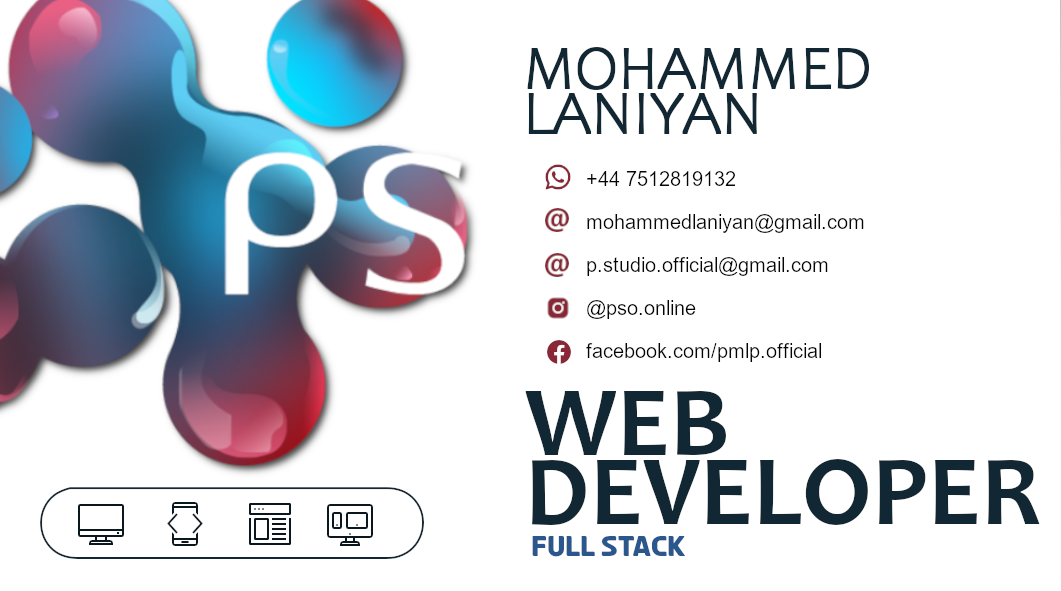 PS
MOHAMMED
LANIYAN
+44 7512819132
mohammedlaniyan@gmail.com
p.studio.official@gmail.com
@pso.online
facebook.com/pmlp.official
WEB
DEVELOPER
FULL STACK